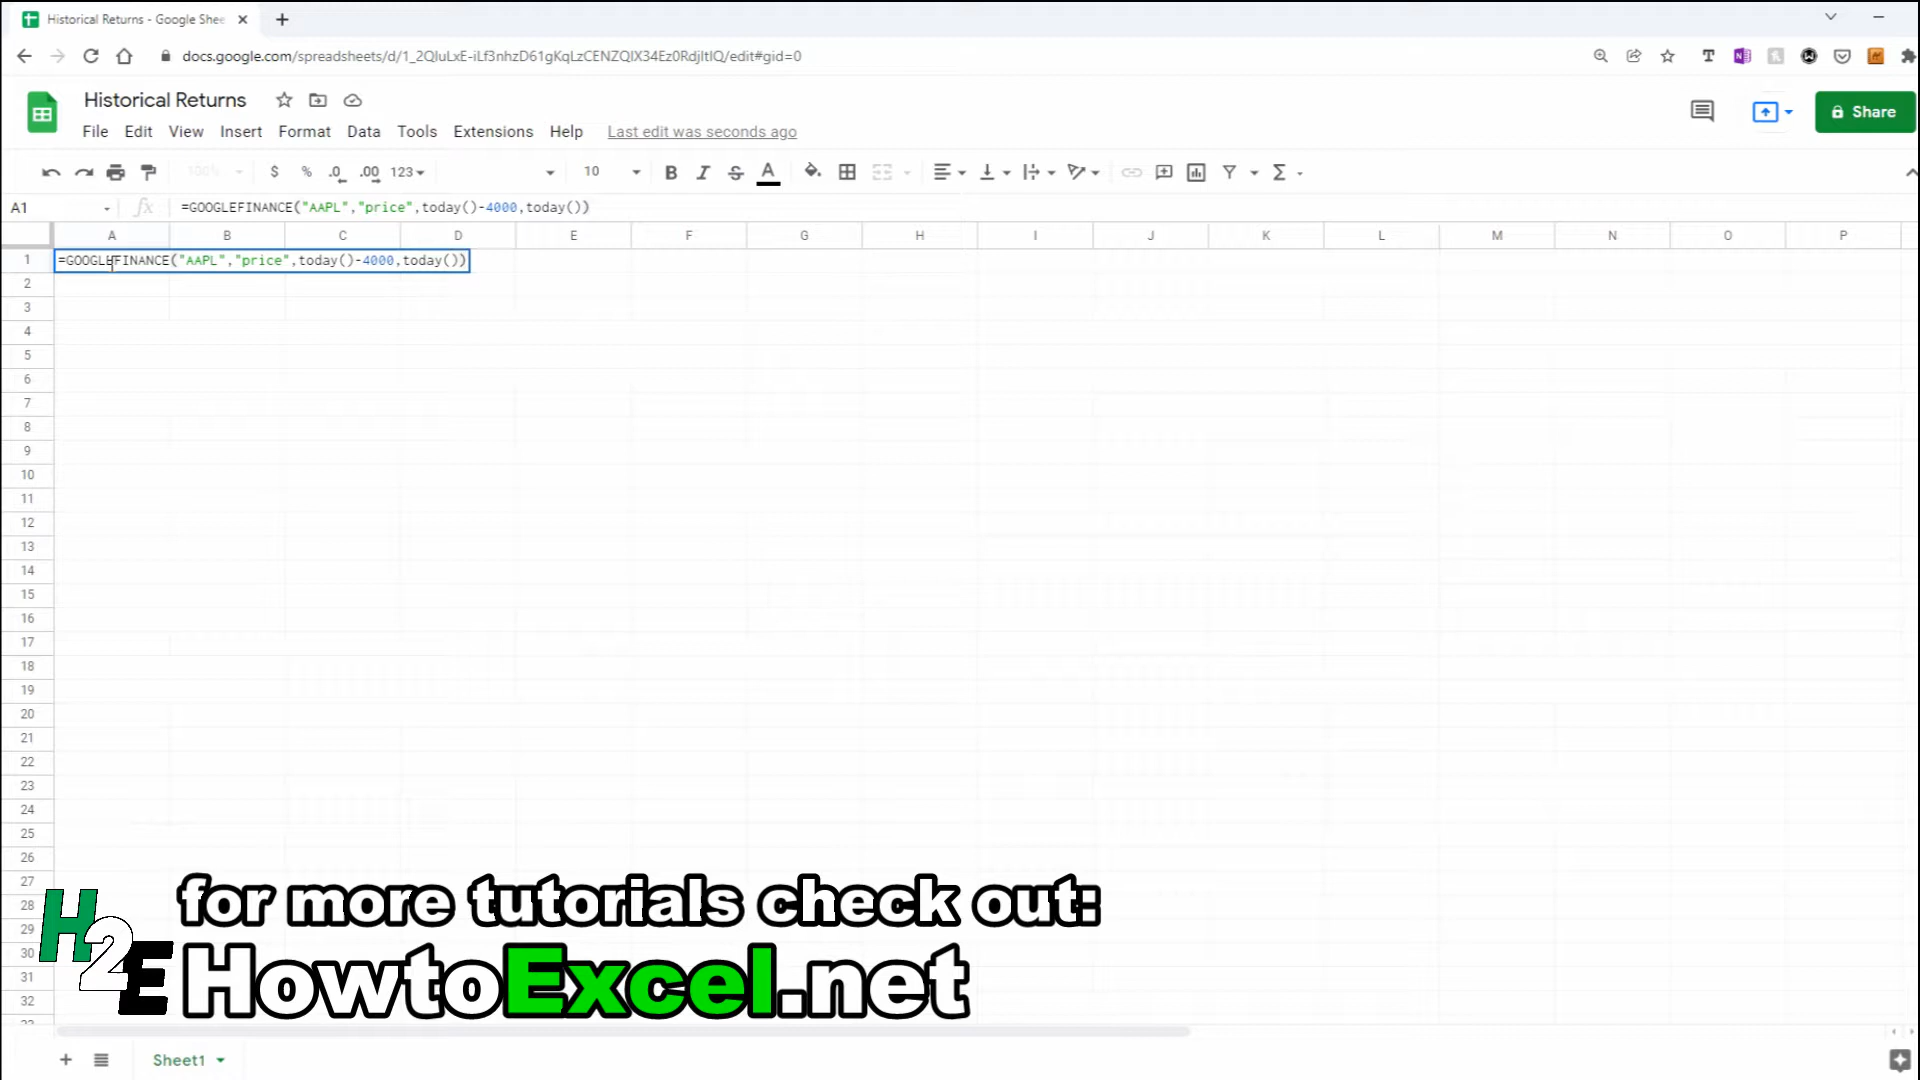 Historical Returns - Google Shee
docs.google.com/spreadsheets/d/1_2QluLxE-iLf3nhzD61gKqLzCENZQlX34Ez0RdjItIQ/edit#gid=0
Historical Returns
File Edit View Insert Format Data Tools Extensions Help Last edit was seconds ago
Share
100% $ % .0 .00 123 10 B I S A Σ
A1 fx =GOOGLEFINANCE("AAPL","price",today()-4000,today())
A B C D E F G H I J K L M N O P
1 =GOOGLEFINANCE("AAPL","price",today()-4000,today())
2
3
4
5
6
7
8
9
10
11
12
13
14
15
16
17
18
19
20
21
22
23
24
25
26
27
28
29
30
31
32
for more tutorials check out:
H2E HowtoExcel.net
Sheet1